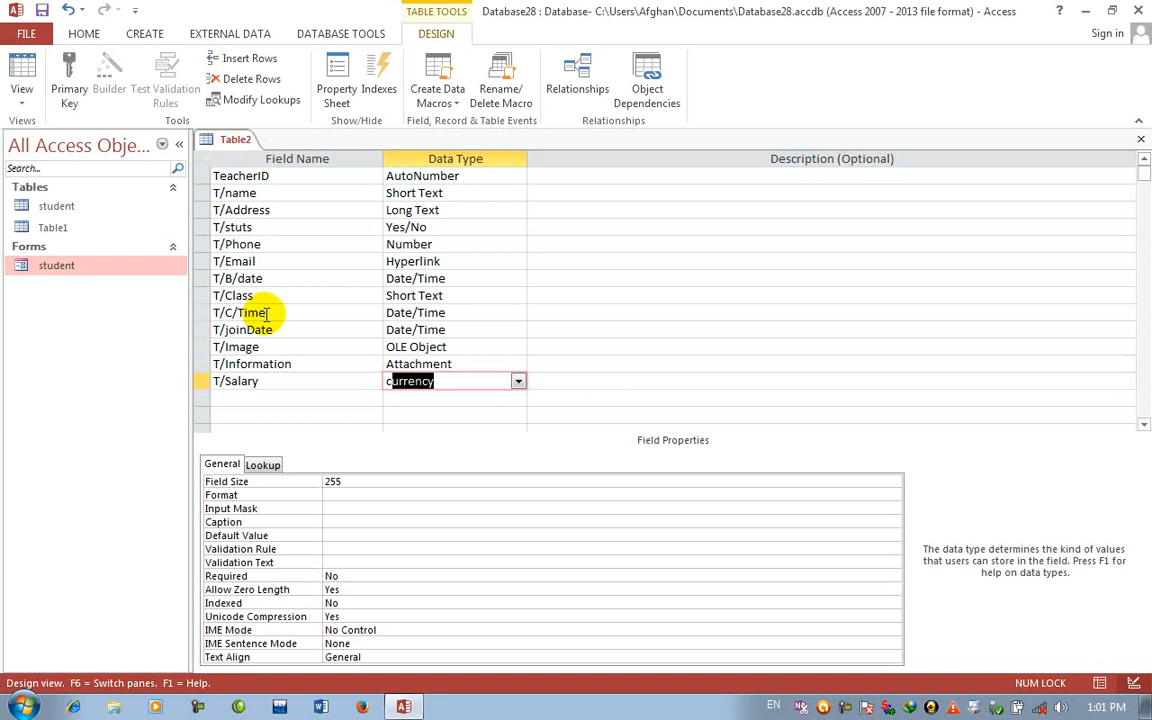 TABLE TOOLS
Database28 : Database- C:\Users\Afghan\Documents\Database28.accdb (Access 2007 - 2013 file format) - Access
?
FILE
HOME
CREATE
EXTERNAL DATA
DATABASE TOOLS
DESIGN
Sign in
View
Primary Key
Builder
Test Validation Rules
Insert Rows
Delete Rows
Modify Lookups
Property Sheet
Indexes
Create Data Macros
Rename/ Delete Macro
Relationships
Object Dependencies
Views
Tools
Show/Hide
Field, Record & Table Events
Relationships
All Access Obje...
Search...
Tables
student
Table1
Forms
student
Table2
Field Name Data Type Description (Optional)
TeacherID AutoNumber
T/name Short Text
T/Address Long Text
T/stuts Yes/No
T/Phone Number
T/Email Hyperlink
T/B/date Date/Time
T/Class Short Text
T/C/Time Date/Time
T/joinDate Date/Time
T/Image OLE Object
T/Information Attachment
T/Salary currency
Field Properties
General Lookup
Field Size 255
Format
Input Mask
Caption
Default Value
Validation Rule
Validation Text
Required No
Allow Zero Length Yes
Indexed No
Unicode Compression Yes
IME Mode No Control
IME Sentence Mode None
Text Align General
The data type determines the kind of values
that users can store in the field. Press F1 for
help on data types.
Design view. F6 = Switch panes. F1 = Help.
NUM LOCK
EN
1:01 PM